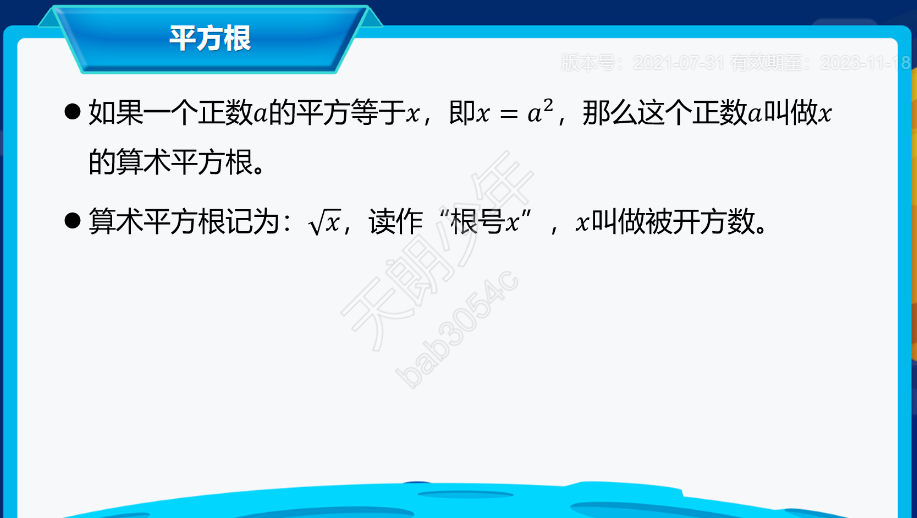 平方根
版本号：2021-07-31 有效期至：2023-11-18
● 如果一个正数𝑎的平方等于𝑥，即𝑥 = 𝑎²，那么这个正数𝑎叫做𝑥
的算术平方根。
● 算术平方根记为：√𝑥，读作“根号𝑥”，𝑥叫做被开方数。
天朗少年
bab3054c